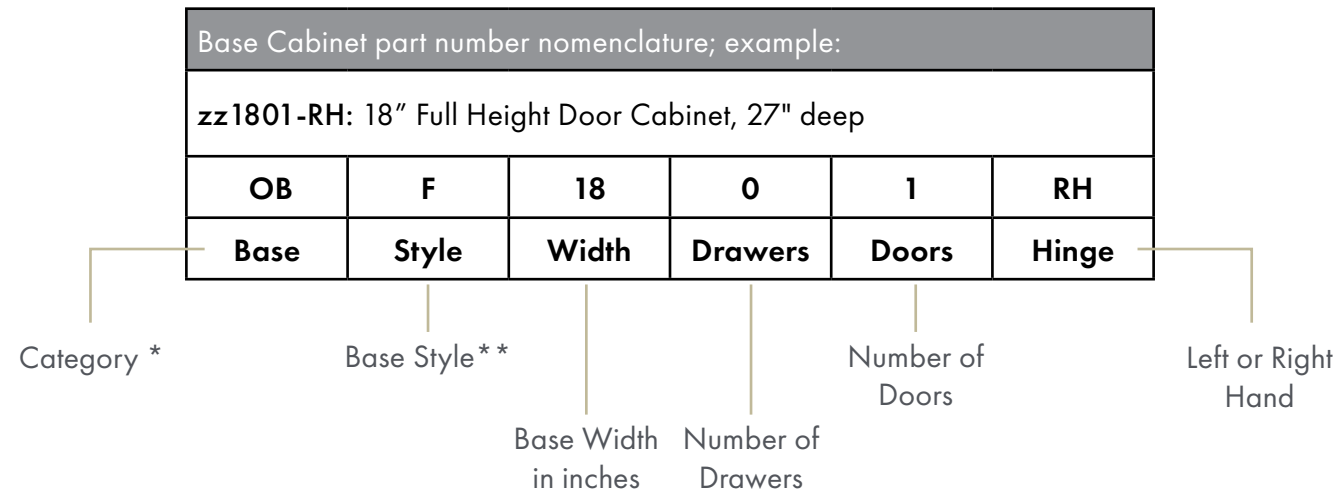 Base Cabinet part number nomenclature; example:
zz1801-RH: 18” Full Height Door Cabinet, 27" deep
OB F 18 0 1 RH
Base Style Width Drawers Doors Hinge
Category *
Base Style**
Base Width
in inches
Number of
Drawers
Number of
Doors
Left or Right
Hand